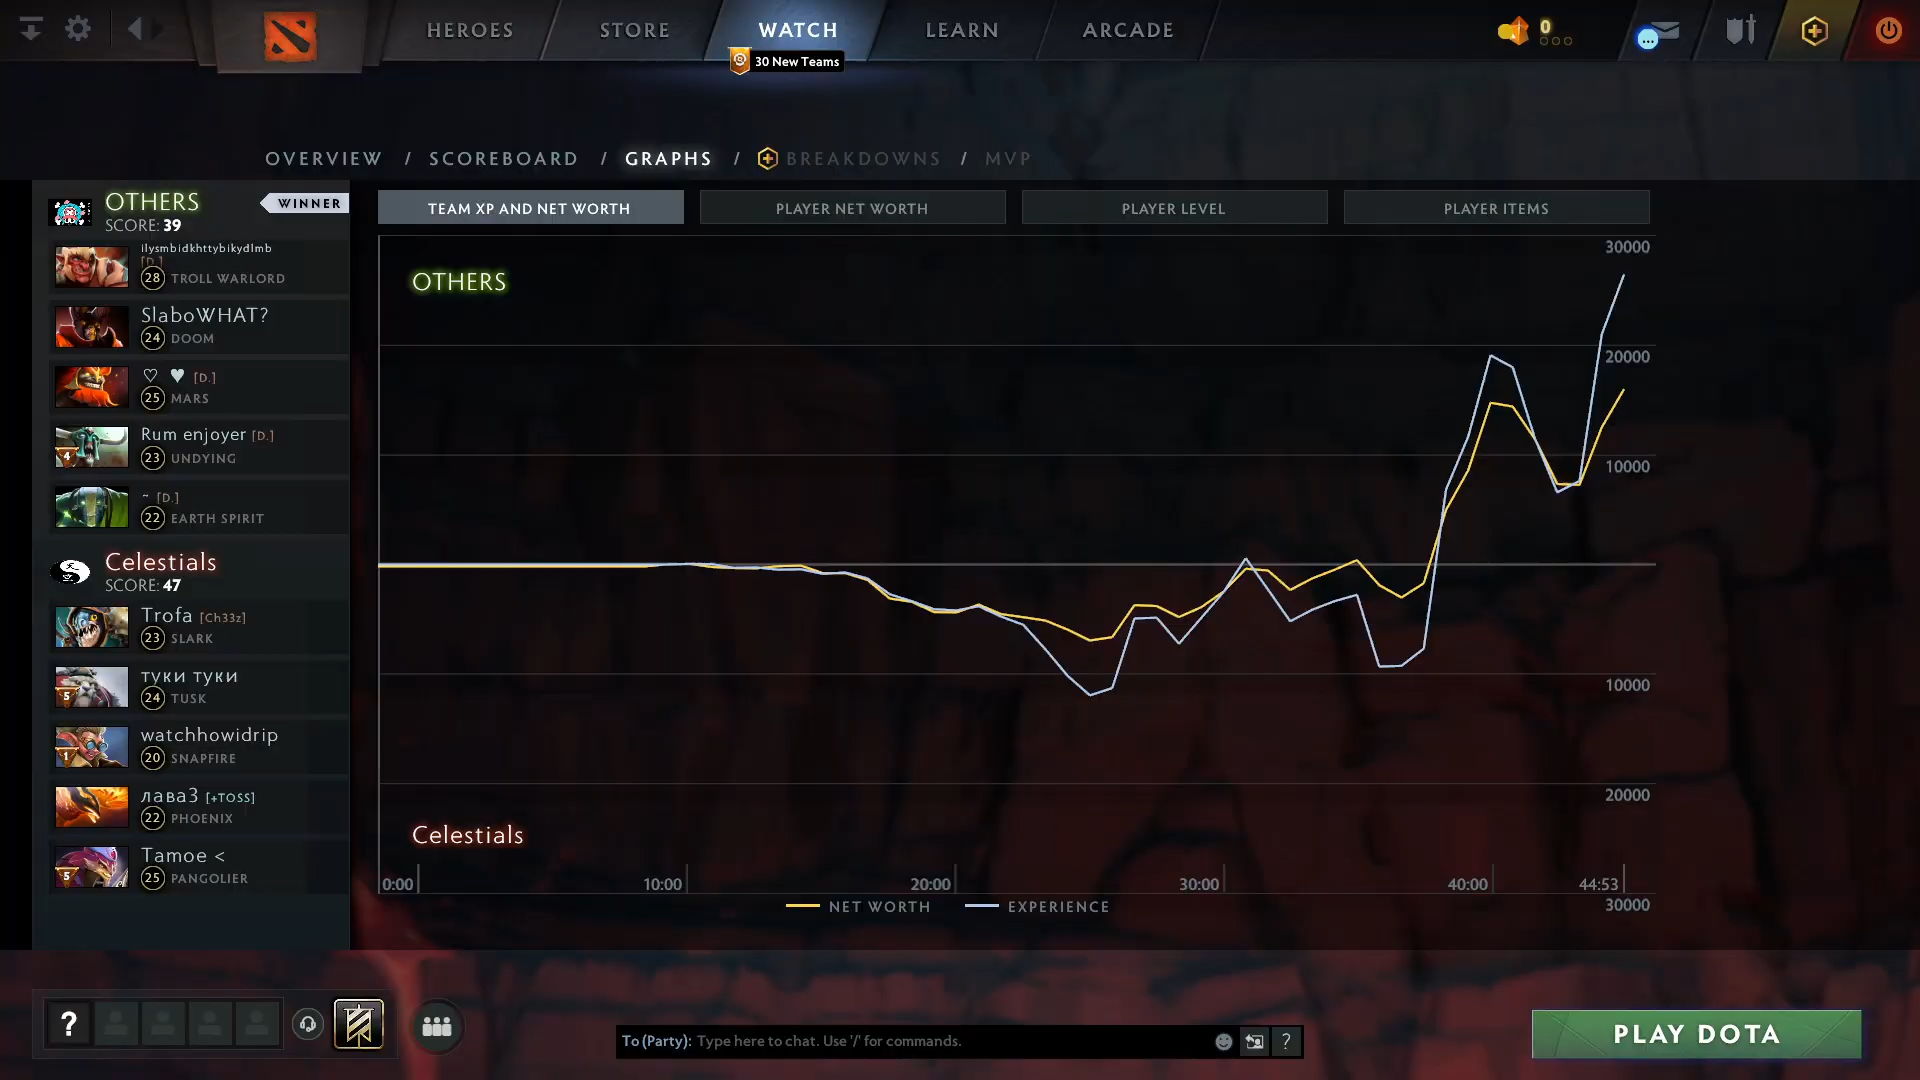 HEROES
STORE
WATCH
LEARN
ARCADE
0
30 New Teams
OVERVIEW / SCOREBOARD / GRAPHS / BREAKDOWNS / MVP
OTHERS
WINNER
SCORE: 39
ilysmbidkhttybikydlmb
[D.]
28 TROLL WARLORD
SlaboWHAT?
24 DOOM
♡ ♥ [D.]
25 MARS
Rum enjoyer [D.]
4
23 UNDYING
~ [D.]
22 EARTH SPIRIT
Celestials
SCORE: 47
Trofa [Ch33z]
23 SLARK
туки туки
5
24 TUSK
watchhowidrip
1
20 SNAPFIRE
лава3 [+TOSS]
22 PHOENIX
Tamoe <
5
25 PANGOLIER
TEAM XP AND NET WORTH
PLAYER NET WORTH
PLAYER LEVEL
PLAYER ITEMS
OTHERS
30000
20000
10000
10000
20000
30000
Celestials
0:00
10:00
20:00
30:00
40:00
44:53
NET WORTH
EXPERIENCE
?
To (Party): Type here to chat. Use '/' for commands.
?
PLAY DOTA